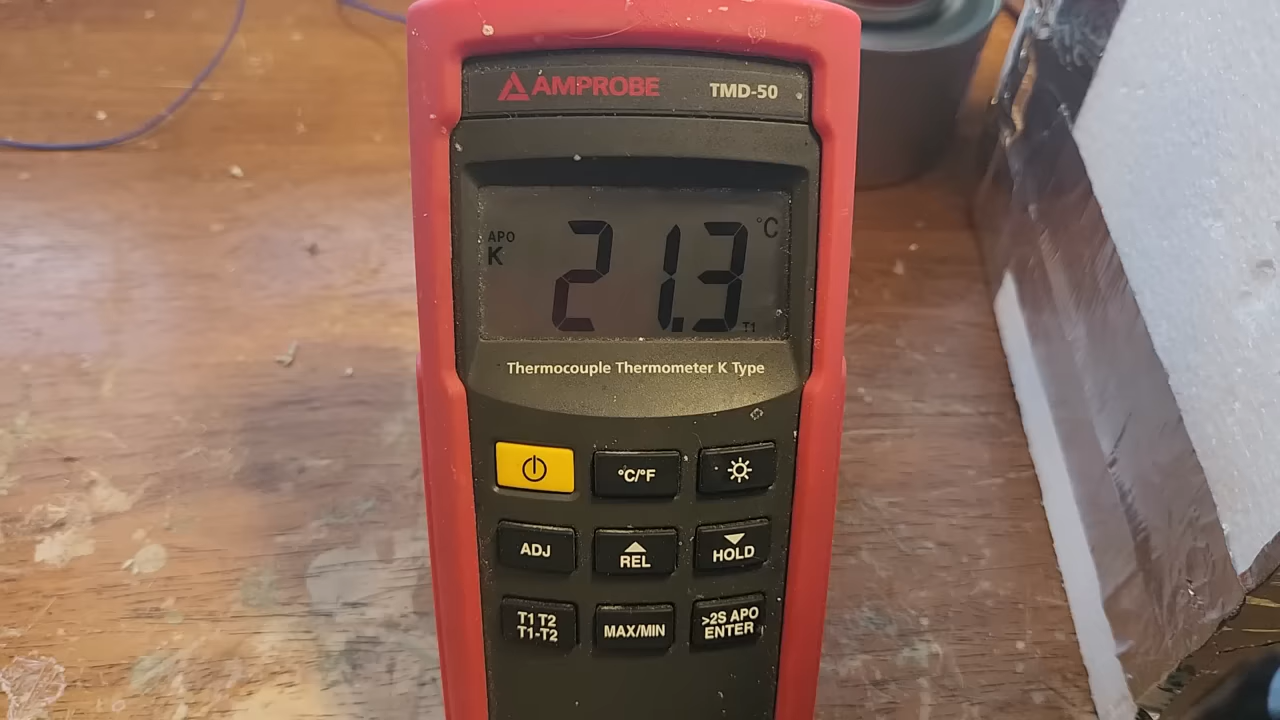 AMPROBE TMD-50
°C
APO
K
21.3
T1
Thermocouple Thermometer K Type
°C/°F
ADJ
REL
HOLD
T1 T2
T1-T2
MAX/MIN
>2S APO
ENTER